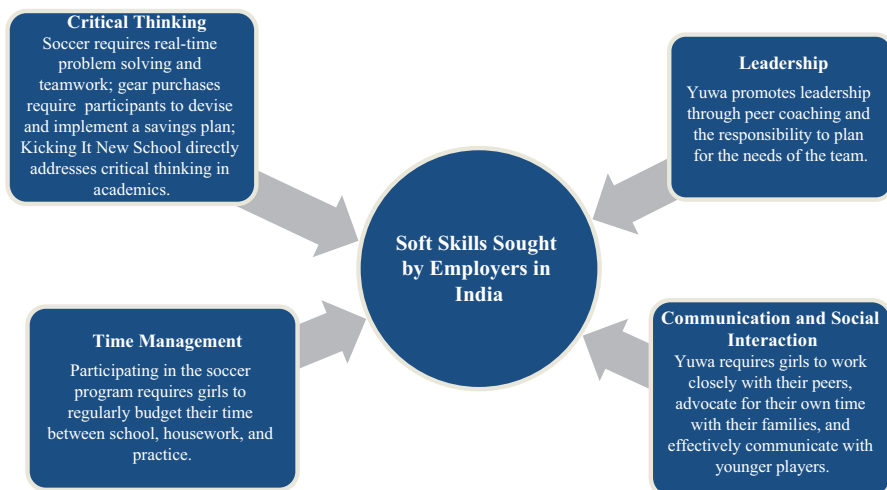 Critical Thinking
Soccer requires real-time
problem solving and
teamwork; gear purchases
require participants to devise
and implement a savings plan;
Kicking It New School directly
addresses critical thinking in
academics.
Leadership
Yuwa promotes leadership
through peer coaching and
the responsibility to plan
for the needs of the team.
Soft Skills Sought
by Employers in
India
Time Management
Participating in the soccer
program requires girls to
regularly budget their time
between school, housework, and
practice.
Communication and Social
Interaction
Yuwa requires girls to work
closely with their peers,
advocate for their own time
with their families, and
effectively communicate with
younger players.